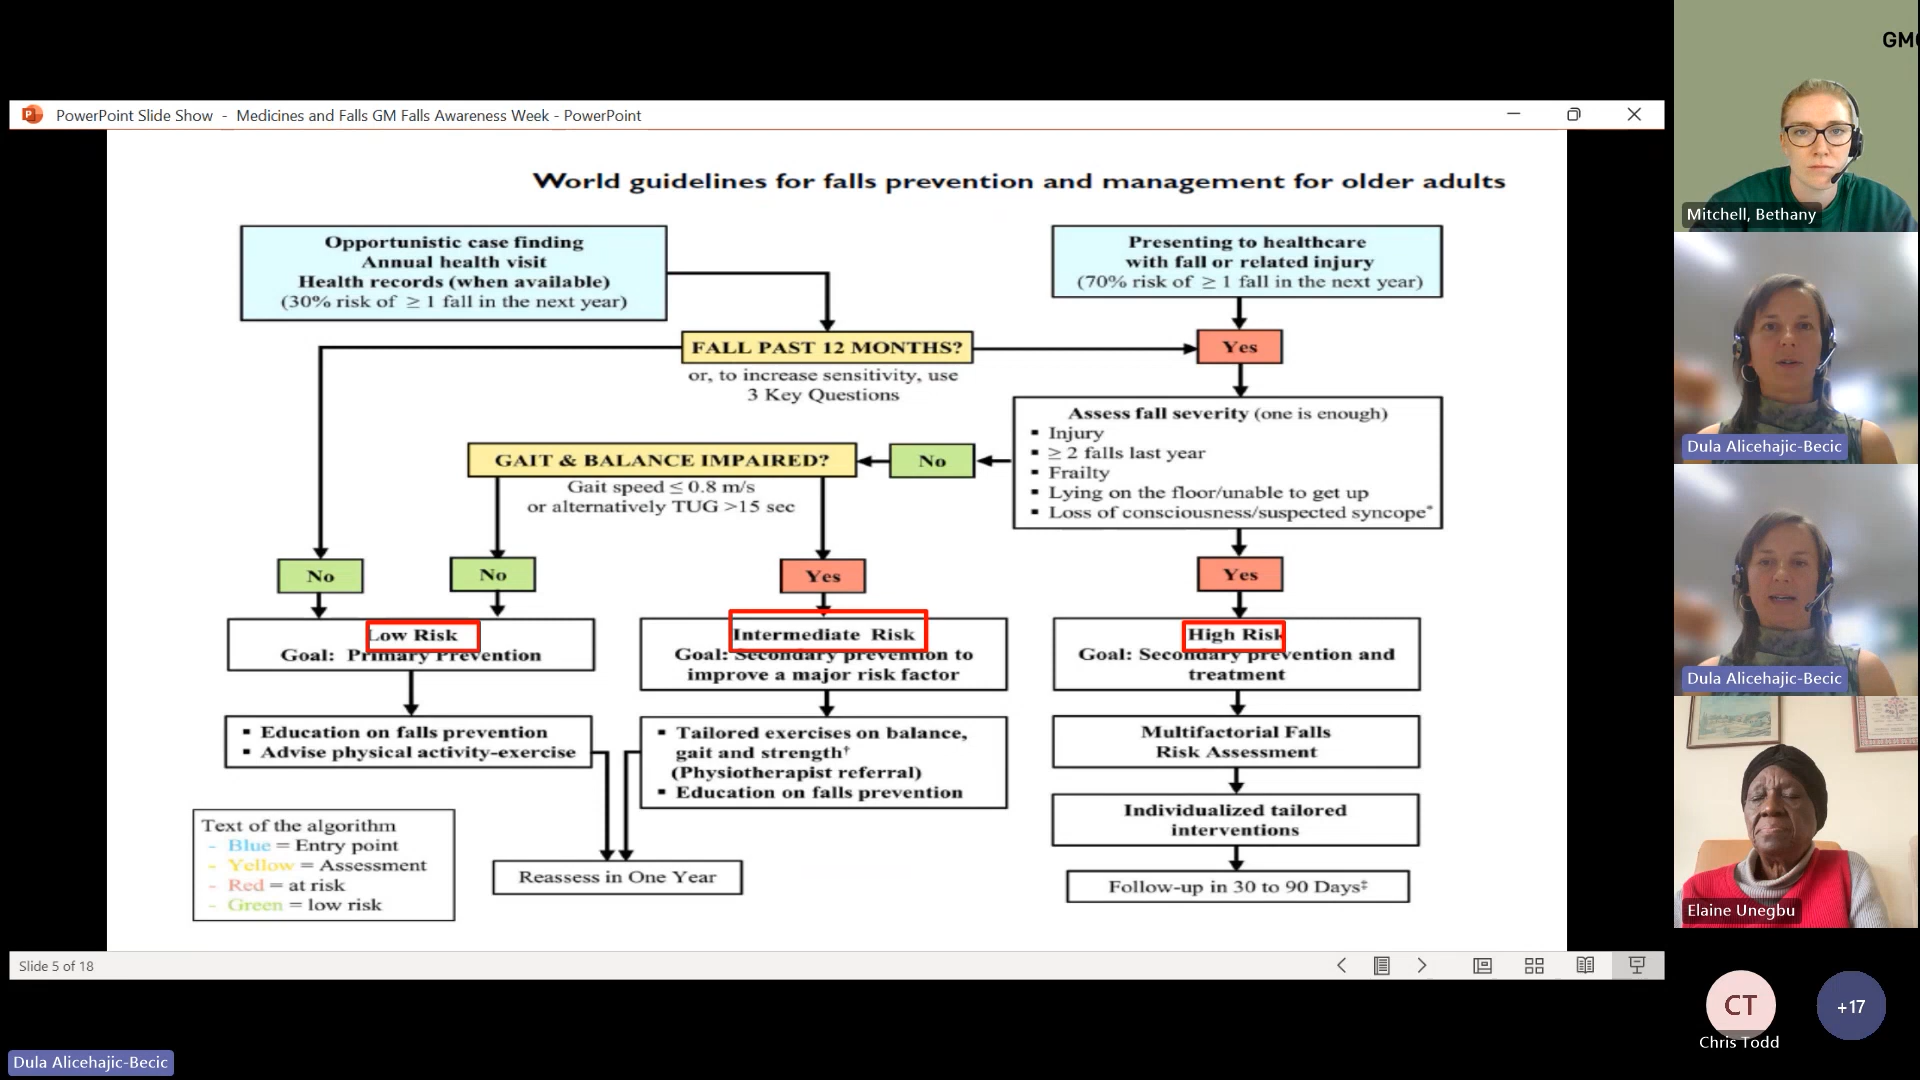 PowerPoint Slide Show - Medicines and Falls GM Falls Awareness Week - PowerPoint
World guidelines for falls prevention and management for older adults
Opportunistic case finding
Annual health visit
Health records (when available)
(30% risk of ≥ 1 fall in the next year)
Presenting to healthcare
with fall or related injury
(70% risk of ≥ 1 fall in the next year)
FALL PAST 12 MONTHS?
or, to increase sensitivity, use
3 Key Questions
Yes
Assess fall severity (one is enough)
▪ Injury
▪ ≥ 2 falls last year
▪ Frailty
▪ Lying on the floor/unable to get up
▪ Loss of consciousness/suspected syncope*
No
GAIT & BALANCE IMPAIRED?
Gait speed ≤ 0.8 m/s
or alternatively TUG >15 sec
No
No
Yes
Yes
Low Risk
Goal: Primary Prevention
Intermediate Risk
Goal: Secondary prevention to
improve a major risk factor
High Risk
Goal: Secondary prevention and
treatment
▪ Education on falls prevention
▪ Advise physical activity-exercise
▪ Tailored exercises on balance,
gait and strength†
(Physiotherapist referral)
▪ Education on falls prevention
Multifactorial Falls
Risk Assessment
Individualized tailored
interventions
Reassess in One Year
Follow-up in 30 to 90 Days‡
Text of the algorithm
- Blue = Entry point
- Yellow = Assessment
- Red = at risk
- Green = low risk
Slide 5 of 18
GM
Mitchell, Bethany
Dula Alicehajic-Becic
Dula Alicehajic-Becic
Elaine Unegbu
CT
Chris Todd
+17
Dula Alicehajic-Becic